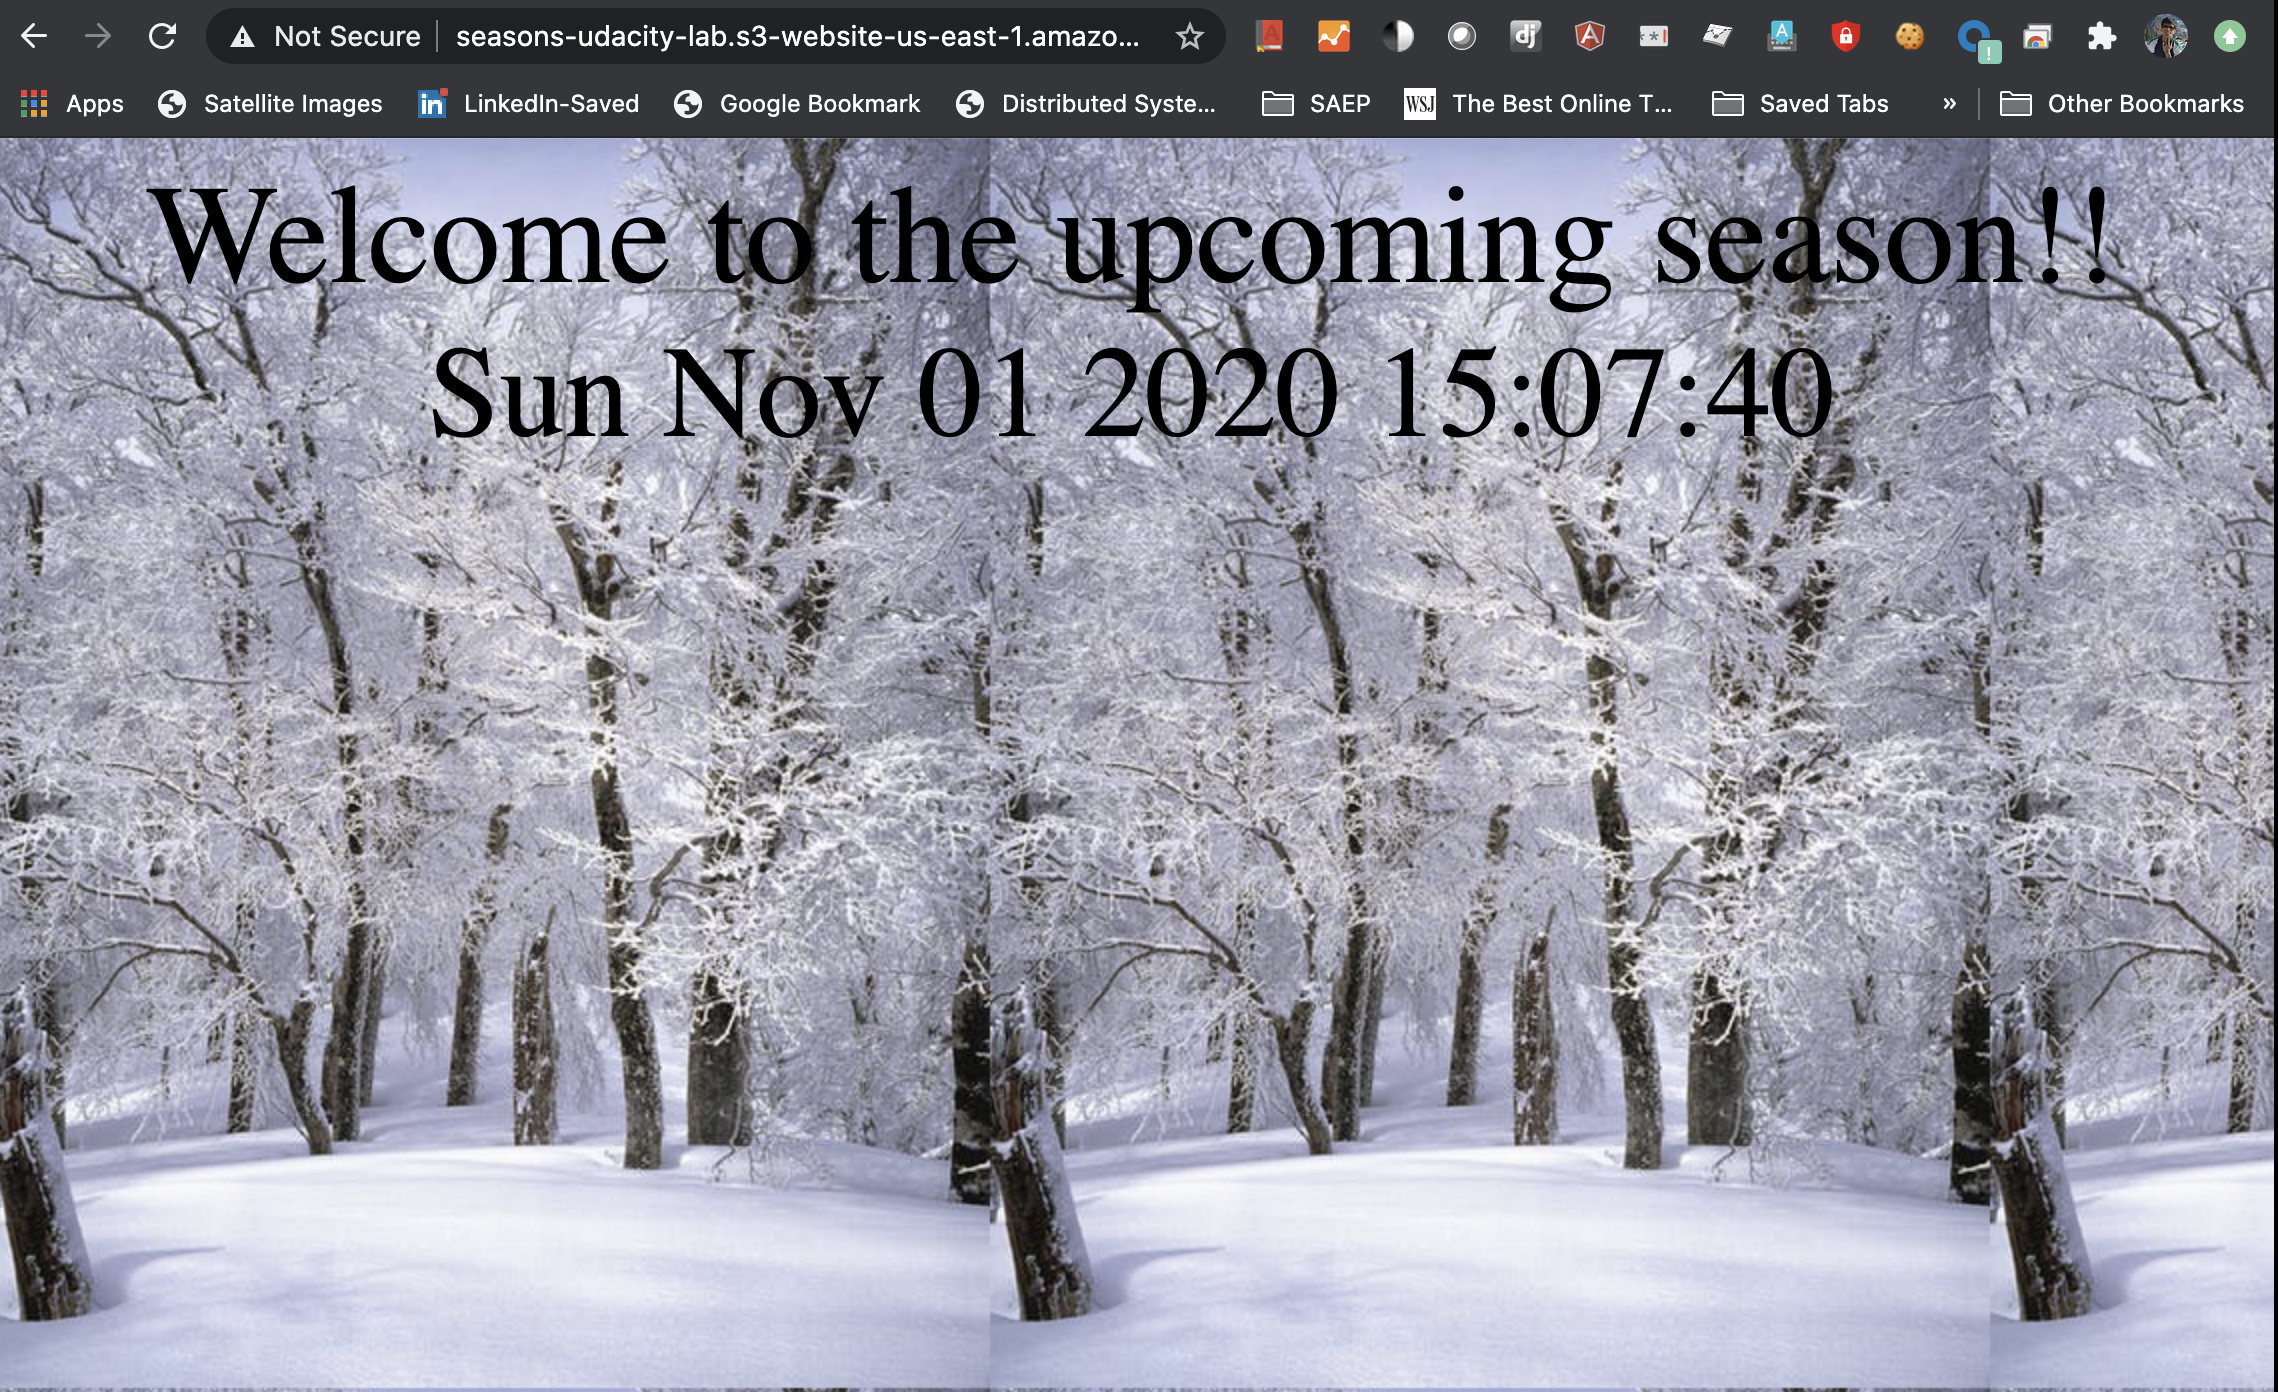 Not Secure seasons-udacity-lab.s3-website-us-east-1.amazo...
Apps Satellite Images in LinkedIn-Saved Google Bookmark Distributed Syste... SAEP WSJ The Best Online T... Saved Tabs » Other Bookmarks
Welcome to the upcoming season!!
Sun Nov 01 2020 15:07:40